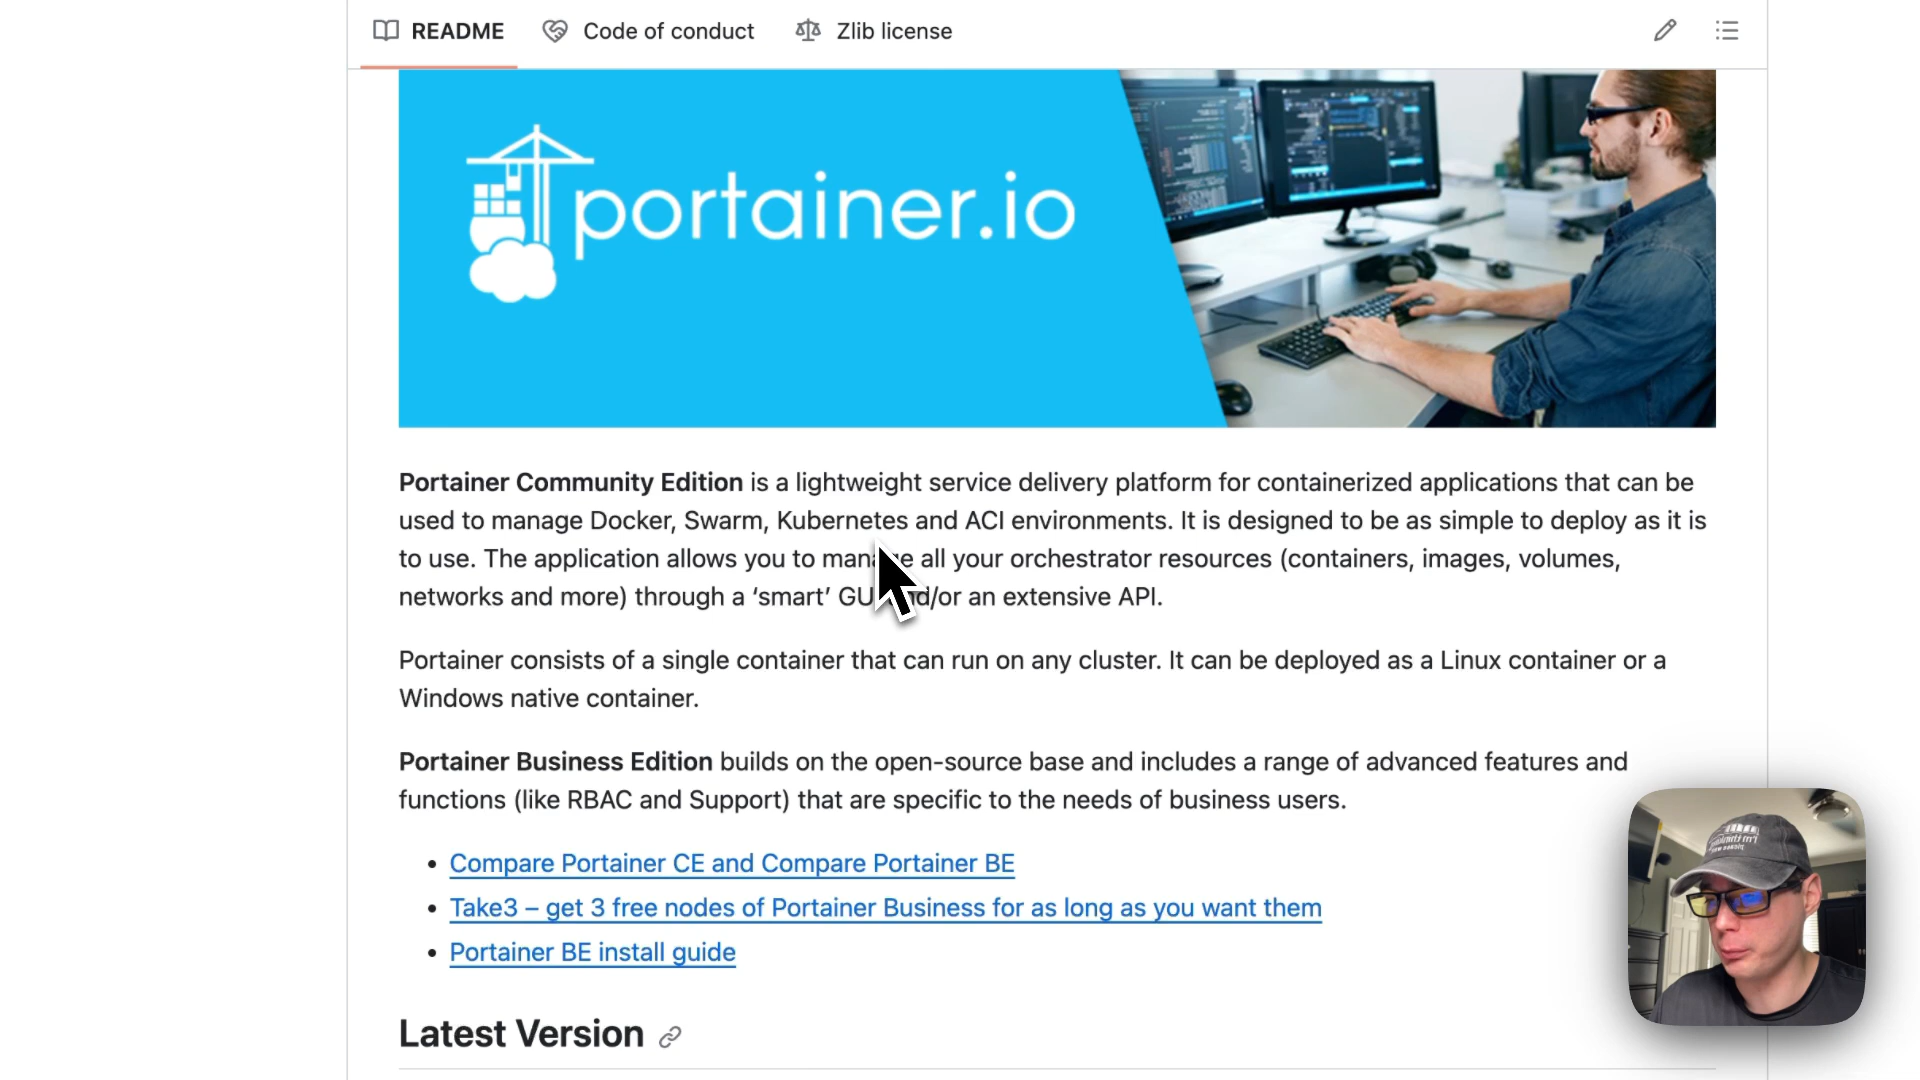 README
Code of conduct
Zlib license
portainer.io
Portainer Community Edition is a lightweight service delivery platform for containerized applications that can be
used to manage Docker, Swarm, Kubernetes and ACI environments. It is designed to be as simple to deploy as it is
to use. The application allows you to manage all your orchestrator resources (containers, images, volumes,
networks and more) through a ‘smart’ GUI and/or an extensive API.
Portainer consists of a single container that can run on any cluster. It can be deployed as a Linux container or a
Windows native container.
Portainer Business Edition builds on the open-source base and includes a range of advanced features and
functions (like RBAC and Support) that are specific to the needs of business users.
• Compare Portainer CE and Compare Portainer BE
• Take3 – get 3 free nodes of Portainer Business for as long as you want them
• Portainer BE install guide
Latest Version